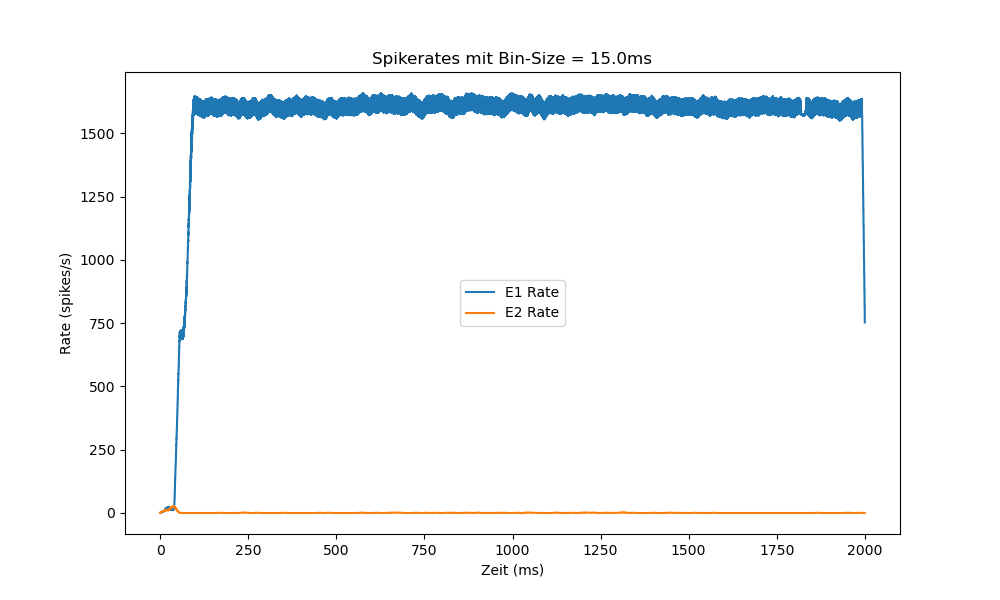 Spikerates mit Bin-Size = 15.0ms
Rate (spikes/s)
1500
1250
1000
750
500
250
0
E1 Rate
E2 Rate
0 250 500 750 1000 1250 1500 1750 2000
Zeit (ms)